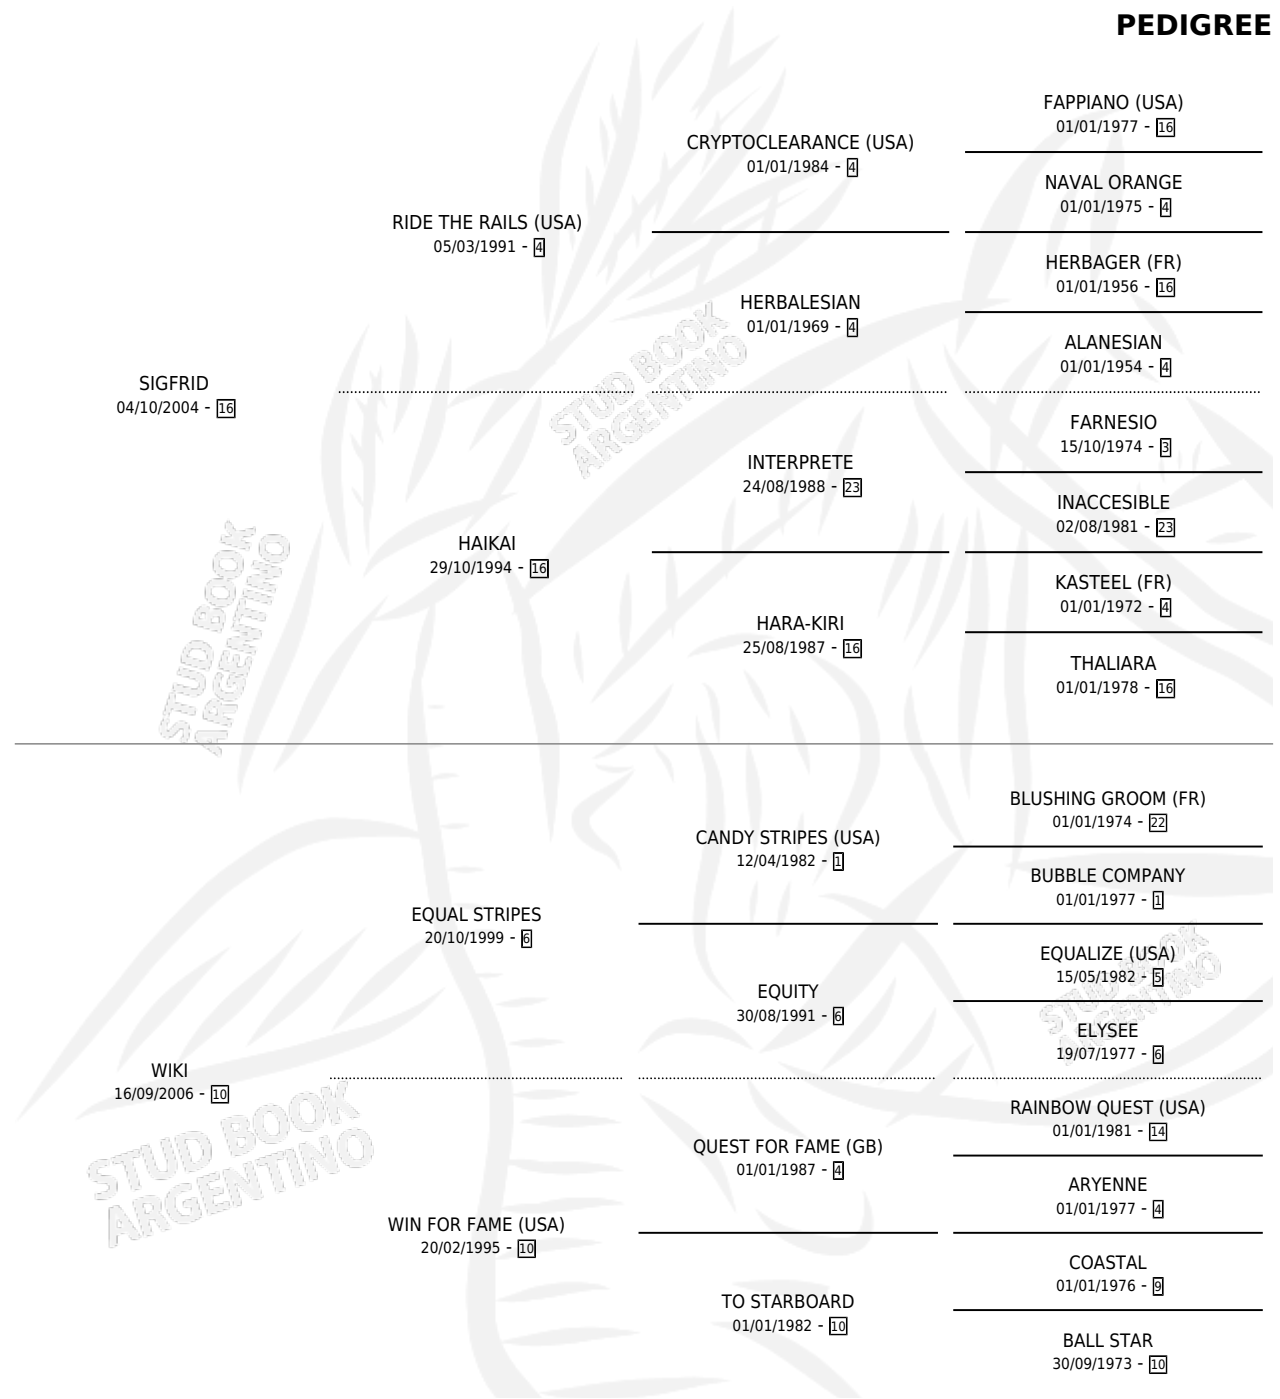 PEDIGREE
FAPPIANO (USA)
01/01/1977 - 16
CRYPTOCLEARANCE (USA)
01/01/1984 - 4
NAVAL ORANGE
01/01/1975 - 4
RIDE THE RAILS (USA)
05/03/1991 - 4
HERBAGER (FR)
01/01/1956 - 16
HERBALESIAN
01/01/1969 - 4
ALANESIAN
01/01/1954 - 4
SIGFRID
04/10/2004 - 16
FARNESIO
15/10/1974 - 3
INTERPRETE
24/08/1988 - 23
INACCESIBLE
02/08/1981 - 23
HAIKAI
29/10/1994 - 16
KASTEEL (FR)
01/01/1972 - 4
HARA-KIRI
25/08/1987 - 16
THALIARA
01/01/1978 - 16
BLUSHING GROOM (FR)
01/01/1974 - 22
CANDY STRIPES (USA)
12/04/1982 - 1
BUBBLE COMPANY
01/01/1977 - 1
EQUAL STRIPES
20/10/1999 - 6
EQUALIZE (USA)
15/05/1982 - 5
EQUITY
30/08/1991 - 6
ELYSEE
19/07/1977 - 6
WIKI
16/09/2006 - 10
RAINBOW QUEST (USA)
01/01/1981 - 14
QUEST FOR FAME (GB)
01/01/1987 - 4
ARYENNE
01/01/1977 - 4
WIN FOR FAME (USA)
20/02/1995 - 10
COASTAL
01/01/1976 - 9
TO STARBOARD
01/01/1982 - 10
BALL STAR
30/09/1973 - 10
STUD BOOK
ARGENTINO
STUD BOOK
ARGENTINO
STUD BOOK
ARGENTINO
STUD BOOK
ARGENTINO